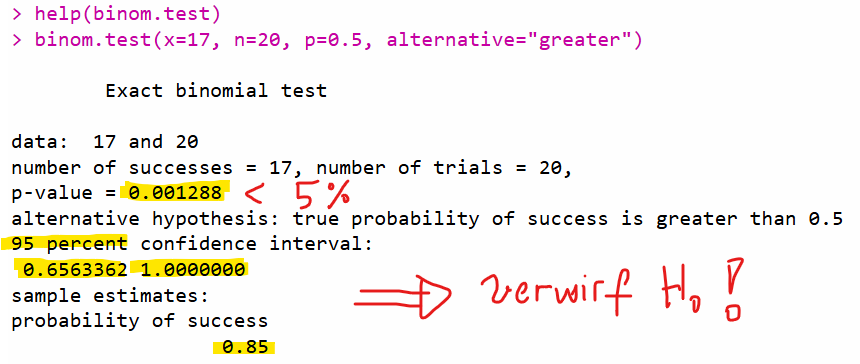 > help(binom.test)
> binom.test(x=17, n=20, p=0.5, alternative="greater")
Exact binomial test
data:  17 and 20
number of successes = 17, number of trials = 20,
p-value = 0.001288 < 5%
alternative hypothesis: true probability of success is greater than 0.5
95 percent confidence interval:
0.6563362 1.0000000
⇒ verwirf H₀!
sample estimates:
probability of success
0.85